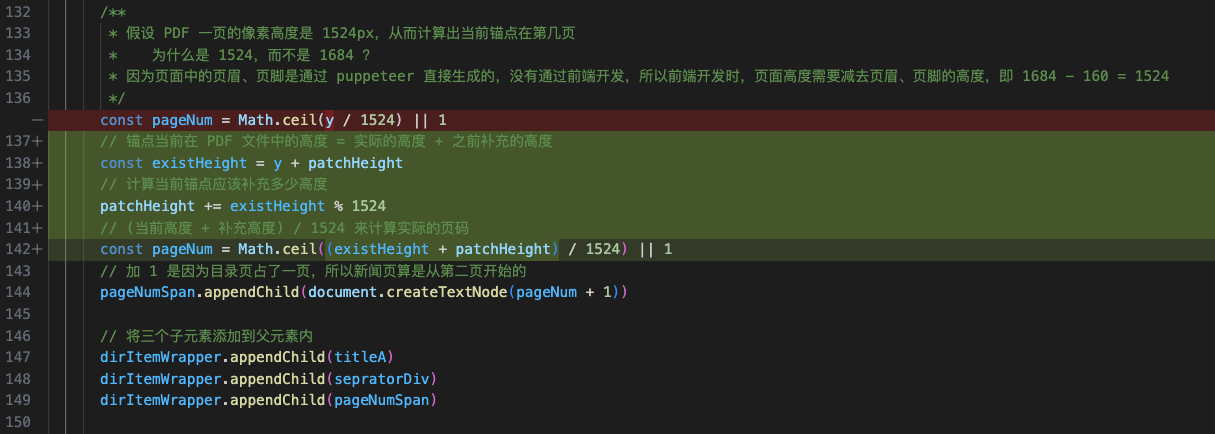 132 /**
133 * 假设 PDF 一页的像素高度是 1524px，从而计算出当前锚点在第几页
134 * 为什么是 1524，而不是 1684 ?
135 * 因为页面中的页眉、页脚是通过 puppeteer 直接生成的，没有通过前端开发，所以前端开发时，页面高度需要减去页眉、页脚的高度，即 1684 - 160 = 1524
136 */
— const pageNum = Math.ceil(y / 1524) || 1
137+ // 锚点当前在 PDF 文件中的高度 = 实际的高度 + 之前补充的高度
138+ const existHeight = y + patchHeight
139+ // 计算当前锚点应该补充多少高度
140+ patchHeight += existHeight % 1524
141+ // (当前高度 + 补充高度) / 1524 来计算实际的页码
142+ const pageNum = Math.ceil((existHeight + patchHeight) / 1524) || 1
143 // 加 1 是因为目录页占了一页，所以新闻页算是从第二页开始的
144 pageNumSpan.appendChild(document.createTextNode(pageNum + 1))
145
146 // 将三个子元素添加到父元素内
147 dirItemWrapper.appendChild(titleA)
148 dirItemWrapper.appendChild(sepratorDiv)
149 dirItemWrapper.appendChild(pageNumSpan)
150